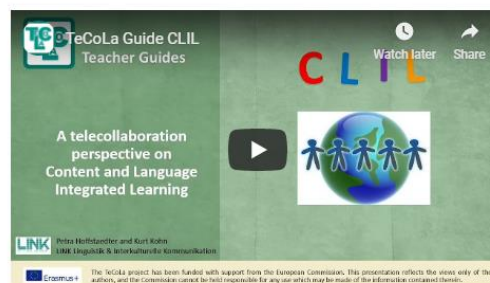 TeCoLa
TeCoLa Guide CLIL
Teacher Guides
Watch later
Share
C L I L
A telecollaboration
perspective on
Content and Language
Integrated Learning
LINK
Petra Hoffstaedter and Kurt Kohn
LINK Linguistik & Interkulturelle Kommunikation
Erasmus+
The TeCoLa project has been funded with support from the European Commission. This presentation reflects the views only of the
authors, and the Commission cannot be held responsible for any use which may be made of the information contained therein.